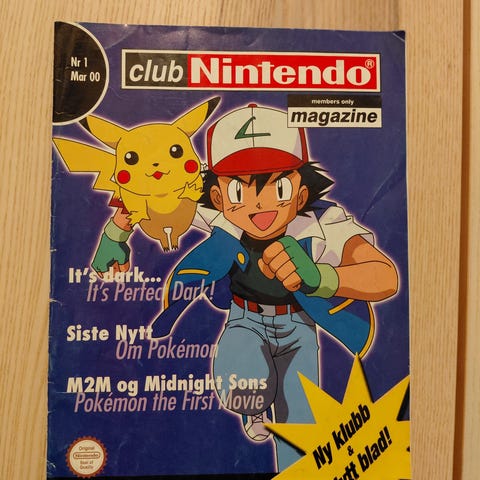 Nr 1
Mar 00
club Nintendo®
members only
magazine
It's dark...
It's Perfect Dark!
Siste Nytt
Om Pokémon
M2M og Midnight Sons
Pokémon the First Movie
Ny klubb
&
nytt blad!
Original
Nintendo
Seal of
Quality